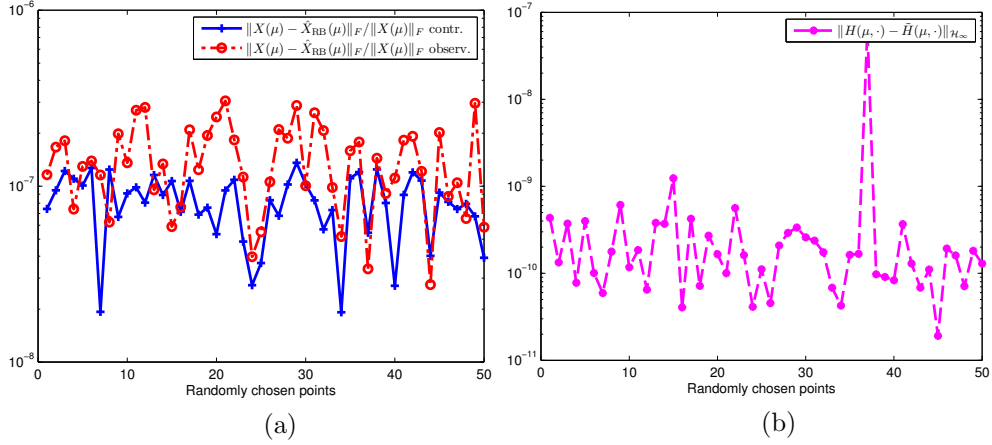 10⁻⁵
10⁻⁶
10⁻⁷
10⁻⁸
‖X(μ) − X̂_RB(μ)‖_F/‖X(μ)‖_F contr.
‖X(μ) − X̂_RB(μ)‖_F/‖X(μ)‖_F observ.
0 10 20 30 40 50
Randomly chosen points
(a)
10⁻⁷
10⁻⁸
10⁻⁹
10⁻¹⁰
10⁻¹¹
‖H(μ, ·) − H̃(μ, ·)‖_ℋ∞
0 10 20 30 40 50
Randomly chosen points
(b)